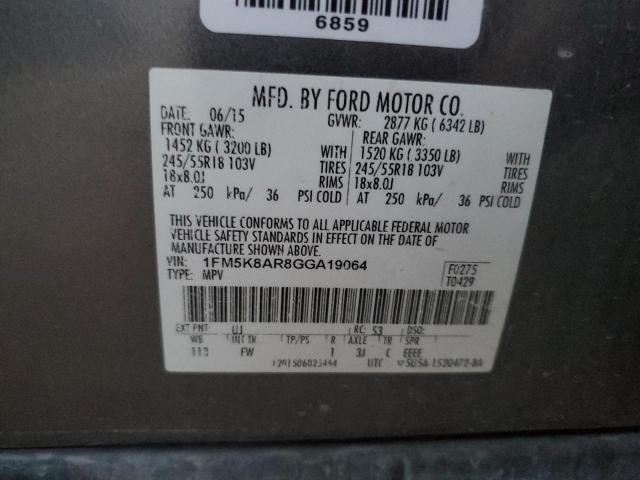 6859
MFD. BY FORD MOTOR CO.
DATE: 06/15 GVWR: 2877 KG ( 6342 LB)
FRONT GAWR: REAR GAWR:
1452 KG ( 3200 LB) WITH 1520 KG ( 3350 LB) WITH
245/55R18 103V TIRES 245/55R18 103V TIRES
18x8.0J RIMS 18x8.0J RIMS
AT 250 kPa/ 36 PSI COLD AT 250 kPa/ 36 PSI COLD
THIS VEHICLE CONFORMS TO ALL APPLICABLE FEDERAL MOTOR
VEHICLE SAFETY STANDARDS IN EFFECT ON THE DATE OF
MANUFACTURE SHOWN ABOVE.
VIN: 1FM5K8AR8GGA19064 F0275
TYPE: MPV T0429
EXT PNT: UJ RC: 53 DSO:
WB INT TR TP/PS R AXLE TR SPR
113 FW 1 3J C EEEE
UTC